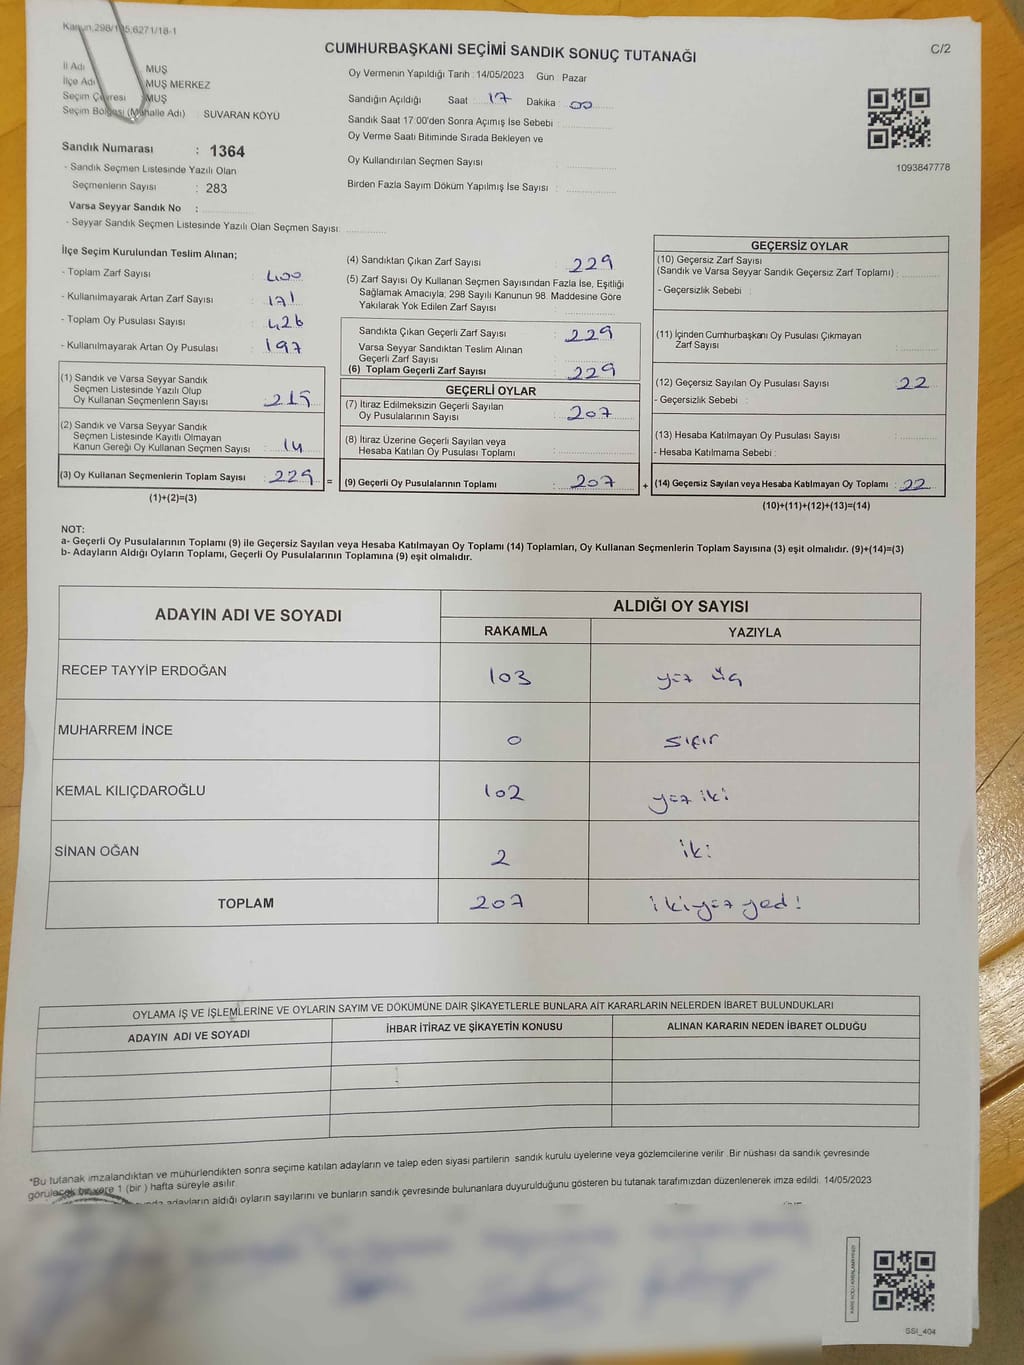 Kanun,298/105,6271/18-1
CUMHURBAŞKANI SEÇİMİ SANDIK SONUÇ TUTANAĞI
C/2
İl Adı MUŞ
İlçe Adı MUŞ MERKEZ
Seçim Çevresi MUŞ
Seçim Bölgesi (Mahalle Adı) SUVARAN KÖYÜ
Sandık Numarası : 1364
- Sandık Seçmen Listesinde Yazılı Olan
Seçmenlerin Sayısı : 283
Varsa Seyyar Sandık No :
- Seyyar Sandık Seçmen Listesinde Yazılı Olan Seçmen Sayısı
Oy Vermenin Yapıldığı Tarih : 14/05/2023 Gün : Pazar
Sandığın Açıldığı Saat : 17 Dakika : 00
Sandık Saat 17:00'den Sonra Açımış İse Sebebi
Oy Verme Saati Bitiminde Sırada Bekleyen ve
Oy Kullandırılan Seçmen Sayısı :
Birden Fazla Sayım Döküm Yapılmış İse Sayısı :
1093847778
İlçe Seçim Kurulundan Teslim Alınan;
- Toplam Zarf Sayısı : 400
- Kullanılmayarak Artan Zarf Sayısı : 171
- Toplam Oy Pusulası Sayısı : 426
- Kullanılmayarak Artan Oy Pusulası : 197
(1) Sandık ve Varsa Seyyar Sandık
Seçmen Listesinde Yazılı Olup
Oy Kullanan Seçmenlerin Sayısı : 215
(2) Sandık ve Varsa Seyyar Sandık
Seçmen Listesinde Kayıtlı Olmayan
Kanun Gereği Oy Kullanan Seçmen Sayısı : 14
(3) Oy Kullanan Seçmenlerin Toplam Sayısı : 229 =
(1)+(2)=(3)
(4) Sandıktan Çıkan Zarf Sayısı : 229
(5) Zarf Sayısı Oy Kullanan Seçmen Sayısından Fazla İse, Eşitliği
Sağlamak Amacıyla, 298 Sayılı Kanunun 98. Maddesine Göre
Yakılarak Yok Edilen Zarf Sayısı :
Sandıkta Çıkan Geçerli Zarf Sayısı : 229
Varsa Seyyar Sandıktan Teslim Alınan
Geçerli Zarf Sayısı
(6) Toplam Geçerli Zarf Sayısı : 229
GEÇERLİ OYLAR
(7) İtiraz Edilmeksizin Geçerli Sayılan
Oy Pusulalarının Sayısı : 207
(8) İtiraz Üzerine Geçerli Sayılan veya
Hesaba Katılan Oy Pusulası Toplamı :
(9) Geçerli Oy Pusulalarının Toplamı : 207 +
GEÇERSİZ OYLAR
(10) Geçersiz Zarf Sayısı
(Sandık ve Varsa Seyyar Sandık Geçersiz Zarf Toplamı) :
- Geçersizlik Sebebi :
(11) İçinden Cumhurbaşkanı Oy Pusulası Çıkmayan
Zarf Sayısı :
(12) Geçersiz Sayılan Oy Pusulası Sayısı : 22
- Geçersizlik Sebebi :
(13) Hesaba Katılmayan Oy Pusulası Sayısı :
- Hesaba Katılmama Sebebi :
(14) Geçersiz Sayılan veya Hesaba Katılmayan Oy Toplamı : 22
(10)+(11)+(12)+(13)=(14)
NOT:
a- Geçerli Oy Pusulalarının Toplamı (9) ile Geçersiz Sayılan veya Hesaba Katılmayan Oy Toplamı (14) Toplamları, Oy Kullanan Seçmenlerin Toplam Sayısına (3) eşit olmalıdır. (9)+(14)=(3)
b- Adayların Aldığı Oyların Toplamı, Geçerli Oy Pusulalarının Toplamına (9) eşit olmalıdır.
ADAYIN ADI VE SOYADI ALDIĞI OY SAYISI
RAKAMLA YAZIYLA
RECEP TAYYİP ERDOĞAN 103 yüz üç
MUHARREM İNCE 0 sıfır
KEMAL KILIÇDAROĞLU 102 yüz iki
SİNAN OĞAN 2 iki
TOPLAM 207 ikiyüz yedi
OYLAMA İŞ VE İŞLEMLERİNE VE OYLARIN SAYIM VE DÖKÜMÜNE DAİR ŞİKAYETLERLE BUNLARA AİT KARARLARIN NELERDEN İBARET BULUNDUKLARI
ADAYIN ADI VE SOYADI İHBAR İTİRAZ VE ŞİKAYETİN KONUSU ALINAN KARARIN NEDEN İBARET OLDUĞU
*Bu tutanak imzalandıktan ve mühürlendikten sonra seçime katılan adayların ve talep eden siyasi partilerin sandık kurulu üyelerine veya gözlemcilerine verilir. Bir nüshası da sandık çevresinde
görülecek bir yere 1 (bir) hafta süreyle asılır.
adayların aldığı oyların sayılarını ve bunların sandık çevresinde bulunanlara duyurulduğunu gösteren bu tutanak tarafımızdan düzenlenerek imza edildi. 14/05/2023
SSI_404